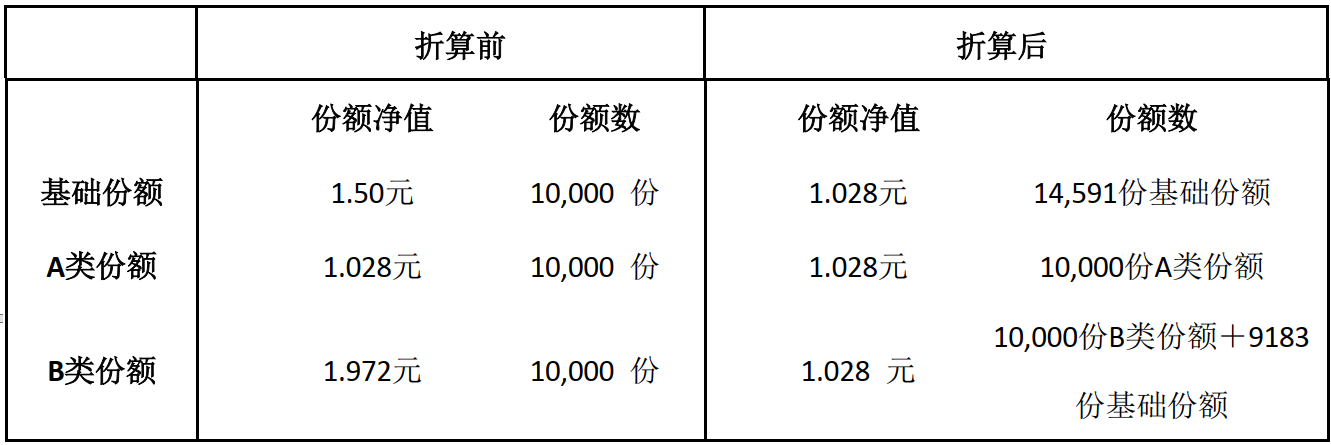 折算前 折算后
份额净值 份额数 份额净值 份额数
基础份额 1.50元 10,000 份 1.028元 14,591份基础份额
A类份额 1.028元 10,000 份 1.028元 10,000份A类份额
B类份额 1.972元 10,000 份 1.028 元 10,000份B类份额＋9183
份基础份额